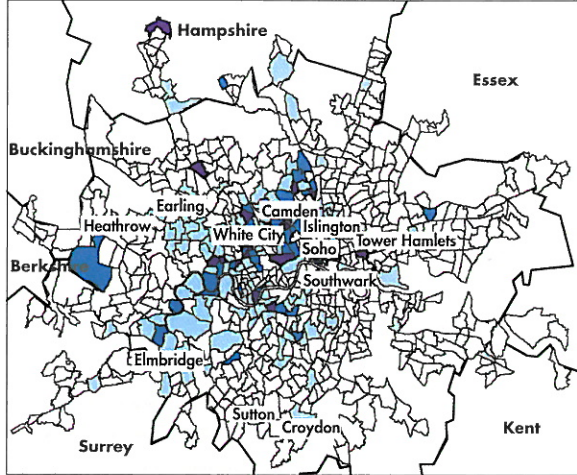 Hampshire
Essex
Buckinghamshire
Earling
Camden
Heathrow
White City
Islington
Soho
Tower Hamlets
Berkshire
Southwark
Elmbridge
Sutton
Croydon
Surrey
Kent